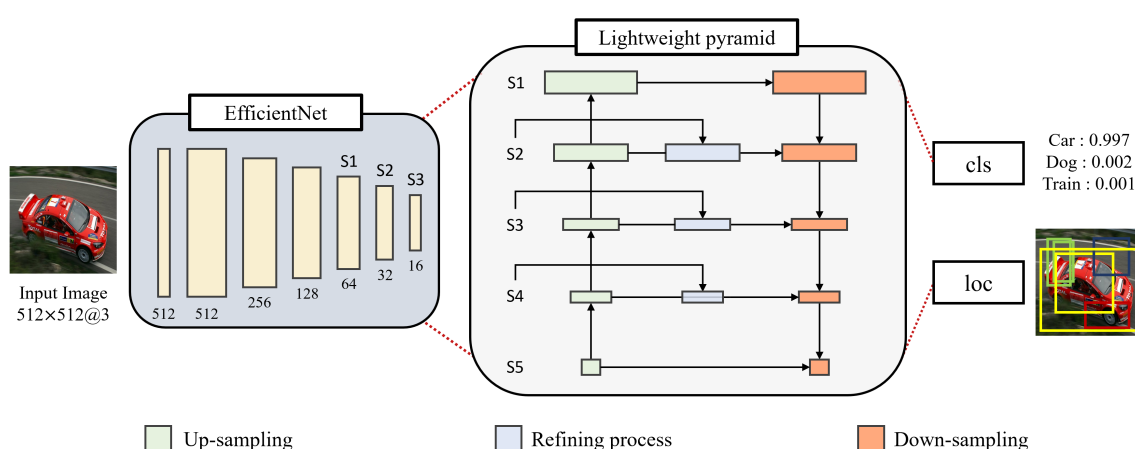 Lightweight pyramid
EfficientNet
S1
S2
S3
512
512
256
128
64
32
16
Input Image
512×512@3
S1
S2
S3
S4
S5
cls
loc
Car : 0.997
Dog : 0.002
Train : 0.001
Up-sampling
Refining process
Down-sampling